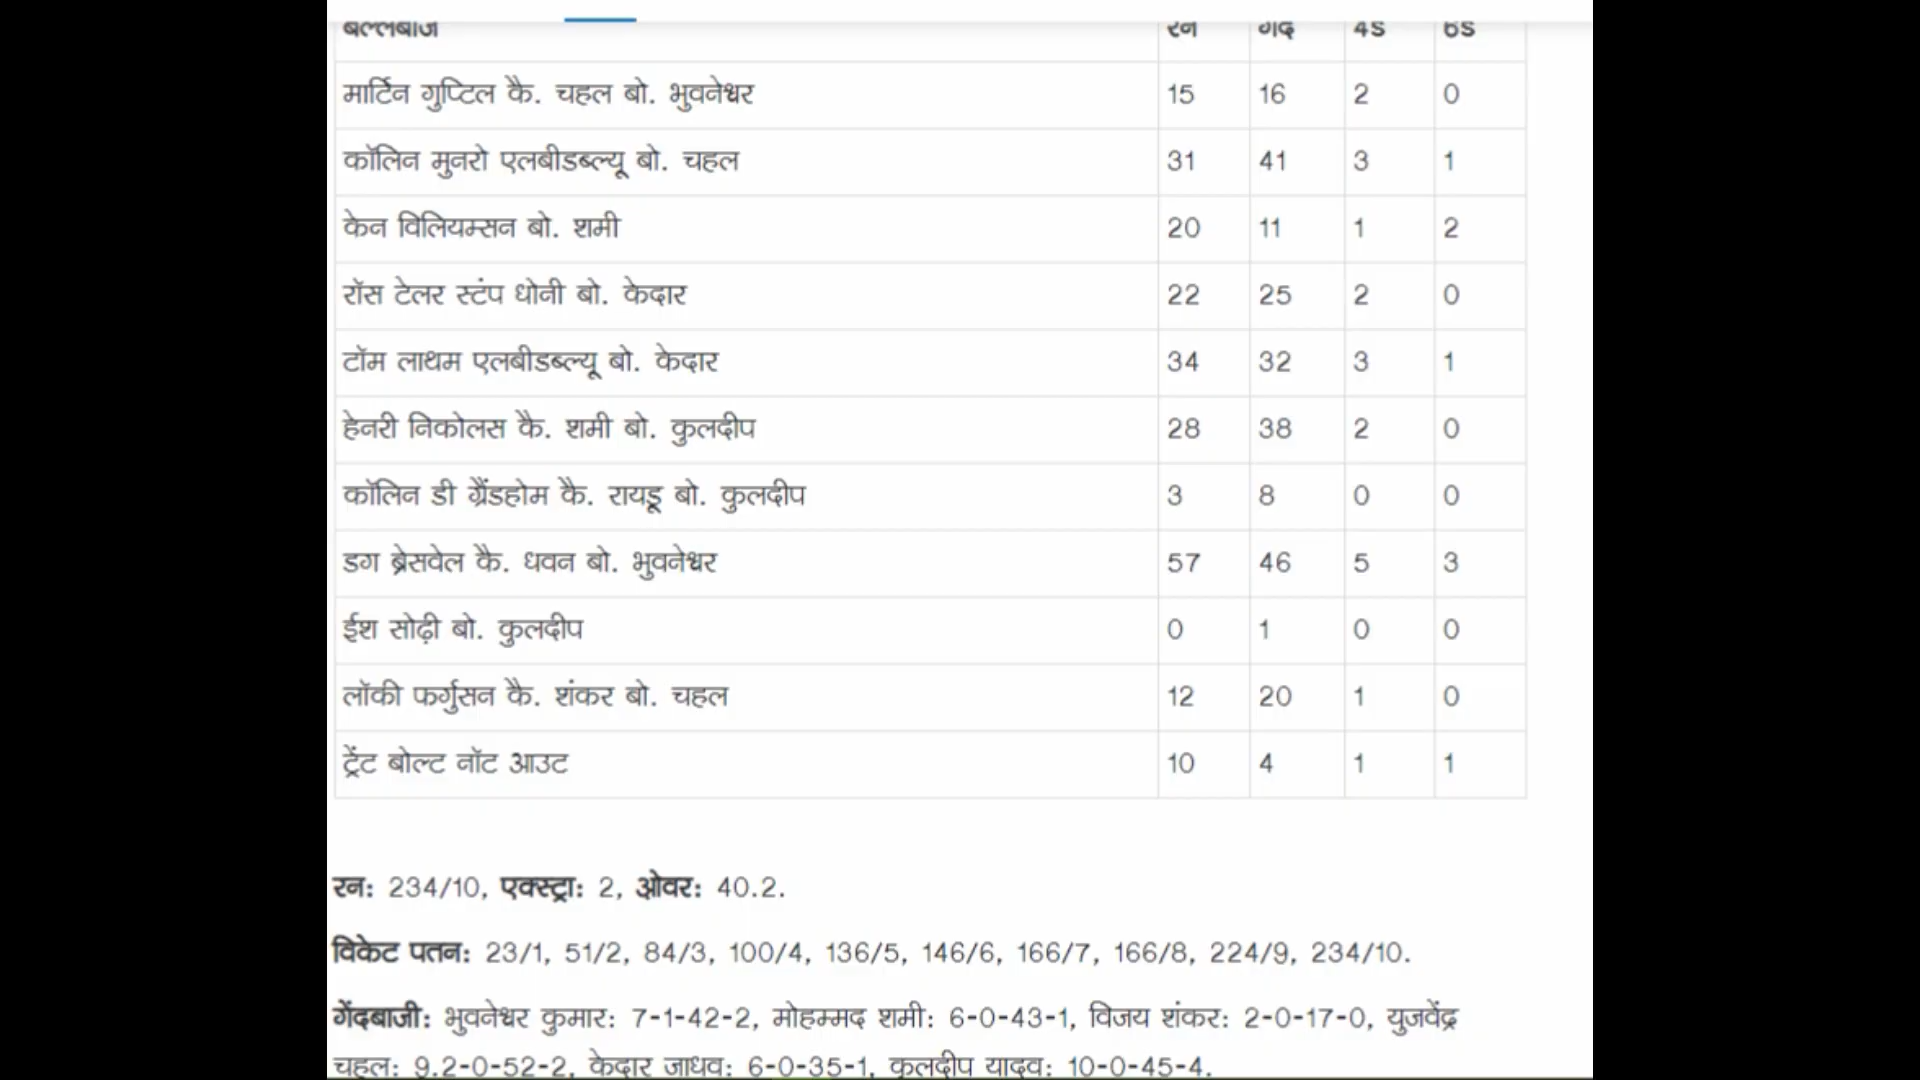 बल्लेबाज रन गेंद 4S 6S
मार्टिन गुप्टिल कै. चहल बो. भुवनेश्वर 15 16 2 0
कॉलिन मुनरो एलबीडब्ल्यू बो. चहल 31 41 3 1
केन विलियम्सन बो. शमी 20 11 1 2
रॉस टेलर स्टंप धोनी बो. केदार 22 25 2 0
टॉम लाथम एलबीडब्ल्यू बो. केदार 34 32 3 1
हेनरी निकोलस कै. शमी बो. कुलदीप 28 38 2 0
कॉलिन डी ग्रैंडहोम कै. रायडू बो. कुलदीप 3 8 0 0
डग ब्रेसवेल कै. धवन बो. भुवनेश्वर 57 46 5 3
ईश सोढ़ी बो. कुलदीप 0 1 0 0
लॉकी फर्गुसन कै. शंकर बो. चहल 12 20 1 0
ट्रेंट बोल्ट नॉट आउट 10 4 1 1
रन: 234/10, एक्स्ट्रा: 2, ओवर: 40.2.
विकेट पतन: 23/1, 51/2, 84/3, 100/4, 136/5, 146/6, 166/7, 166/8, 224/9, 234/10.
गेंदबाजी: भुवनेश्वर कुमार: 7-1-42-2, मोहम्मद शमी: 6-0-43-1, विजय शंकर: 2-0-17-0, युजवेंद्र
चहल: 9.2-0-52-2, केदार जाधव: 6-0-35-1, कुलदीप यादव: 10-0-45-4.